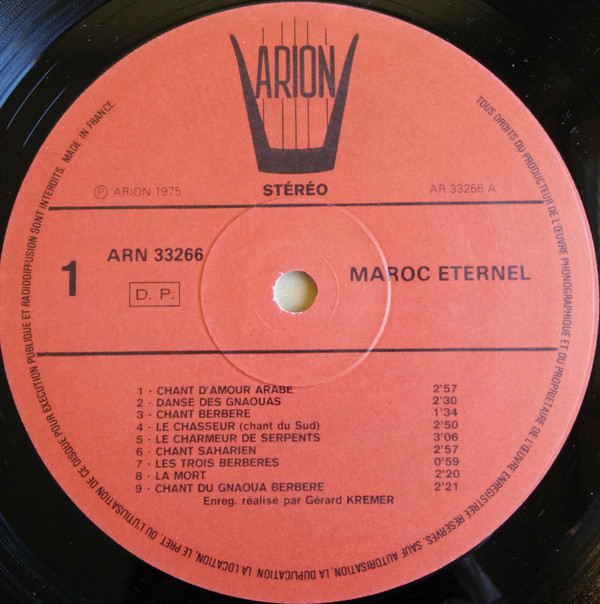 ARION
STÉRÉO
Ⓟ ARION 1975
AR 33266 A
1
ARN 33266
D. P.
MAROC ETERNEL
1 - CHANT D'AMOUR ARABE 2'57
2 - DANSE DES GNAOUAS 2'30
3 - CHANT BERBERE 1'34
4 - LE CHASSEUR (chant du Sud) 2'50
5 - LE CHARMEUR DE SERPENTS 3'06
6 - CHANT SAHARIEN 2'57
7 - LES TROIS BERBERES 0'59
8 - LA MORT 2'20
9 - CHANT DU GNAOUA BERBERE 2'21
Enreg. réalisé par Gérard KREMER
TOUS DROITS DU PRODUCTEUR DE L'ŒUVRE PHONOGRAPHIQUE ET DU PROPRIETAIRE DE L'ŒUVRE ENREGISTREE RESERVES. SAUF AUTORISATION, LA DUPLICATION, LA LOCATION, LE PRET, OU L'UTILISATION DE CE DISQUE POUR EXECUTION PUBLIQUE ET RADIODIFFUSION SONT INTERDITS. MADE IN FRANCE.